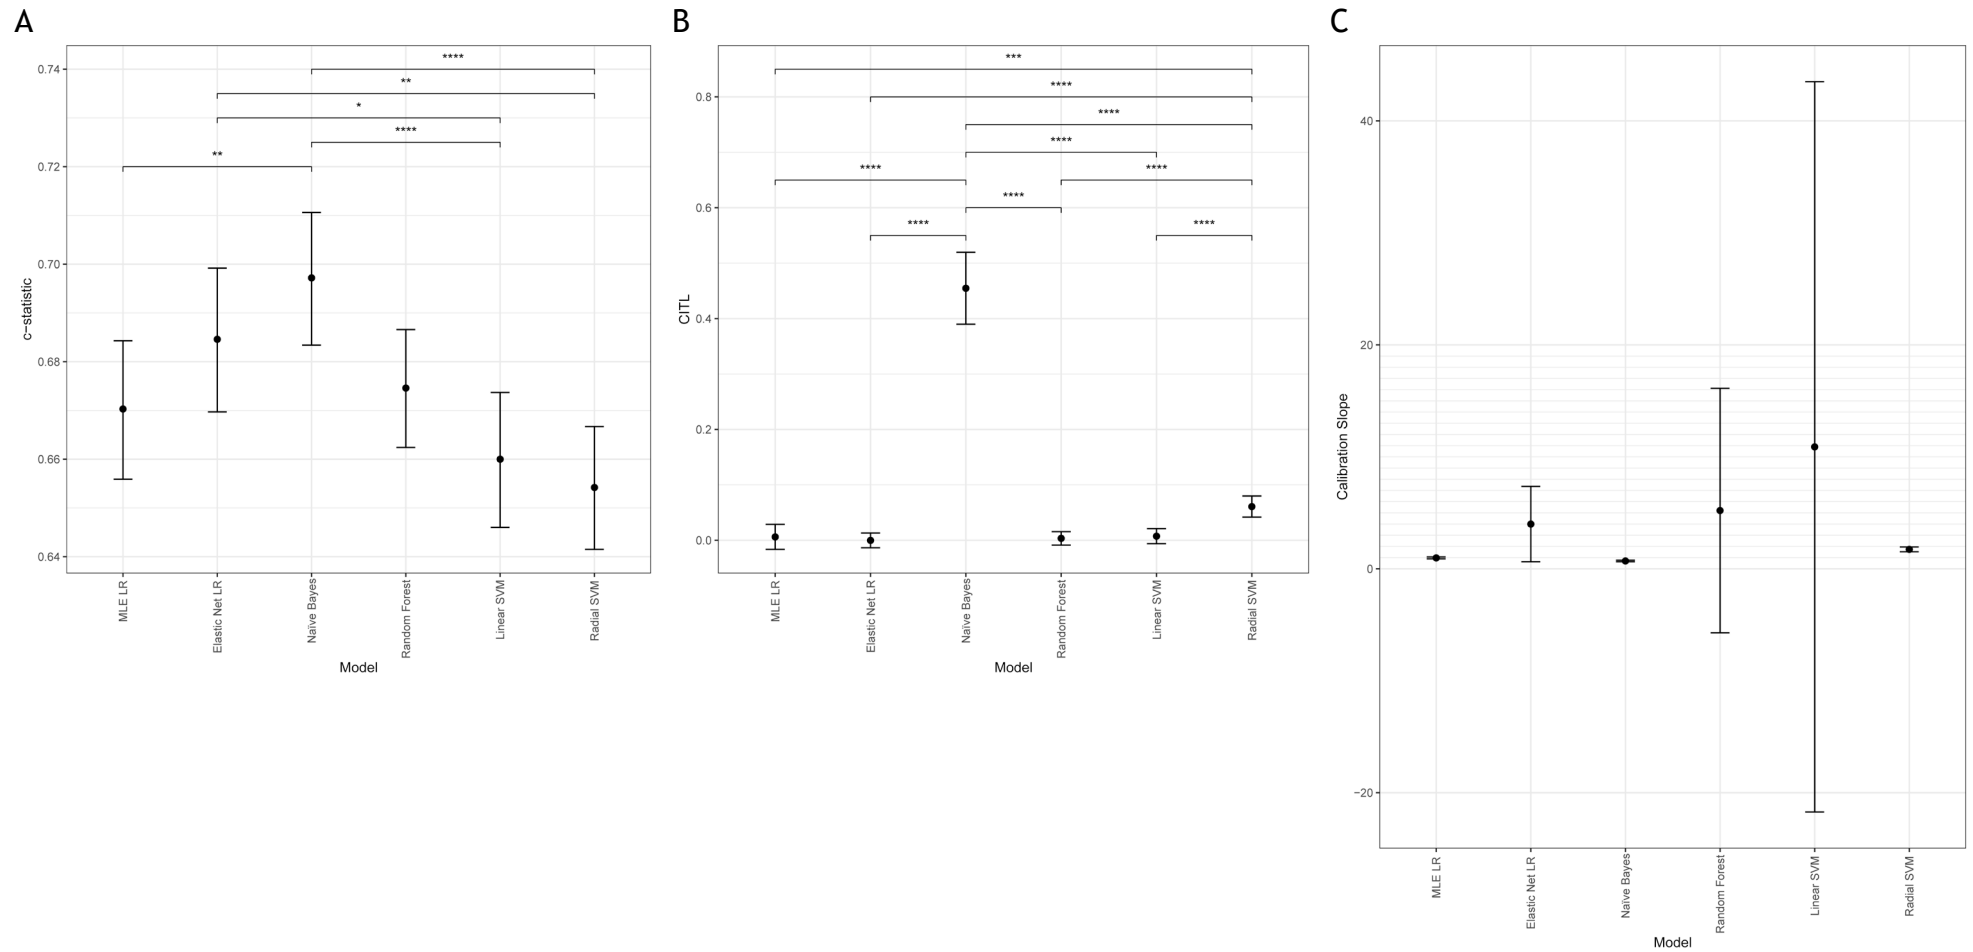 A
B
C
****
**
*
****
**
0.74
0.72
0.70
0.68
0.66
0.64
c−statistic
MLE LR
Elastic Net LR
Naïve Bayes
Random Forest
Linear SVM
Radial SVM
Model
***
****
****
****
****
****
****
****
****
0.8
0.6
0.4
0.2
0.0
CITL
MLE LR
Elastic Net LR
Naïve Bayes
Random Forest
Linear SVM
Radial SVM
Model
40
20
0
−20
Calibration Slope
MLE LR
Elastic Net LR
Naïve Bayes
Random Forest
Linear SVM
Radial SVM
Model